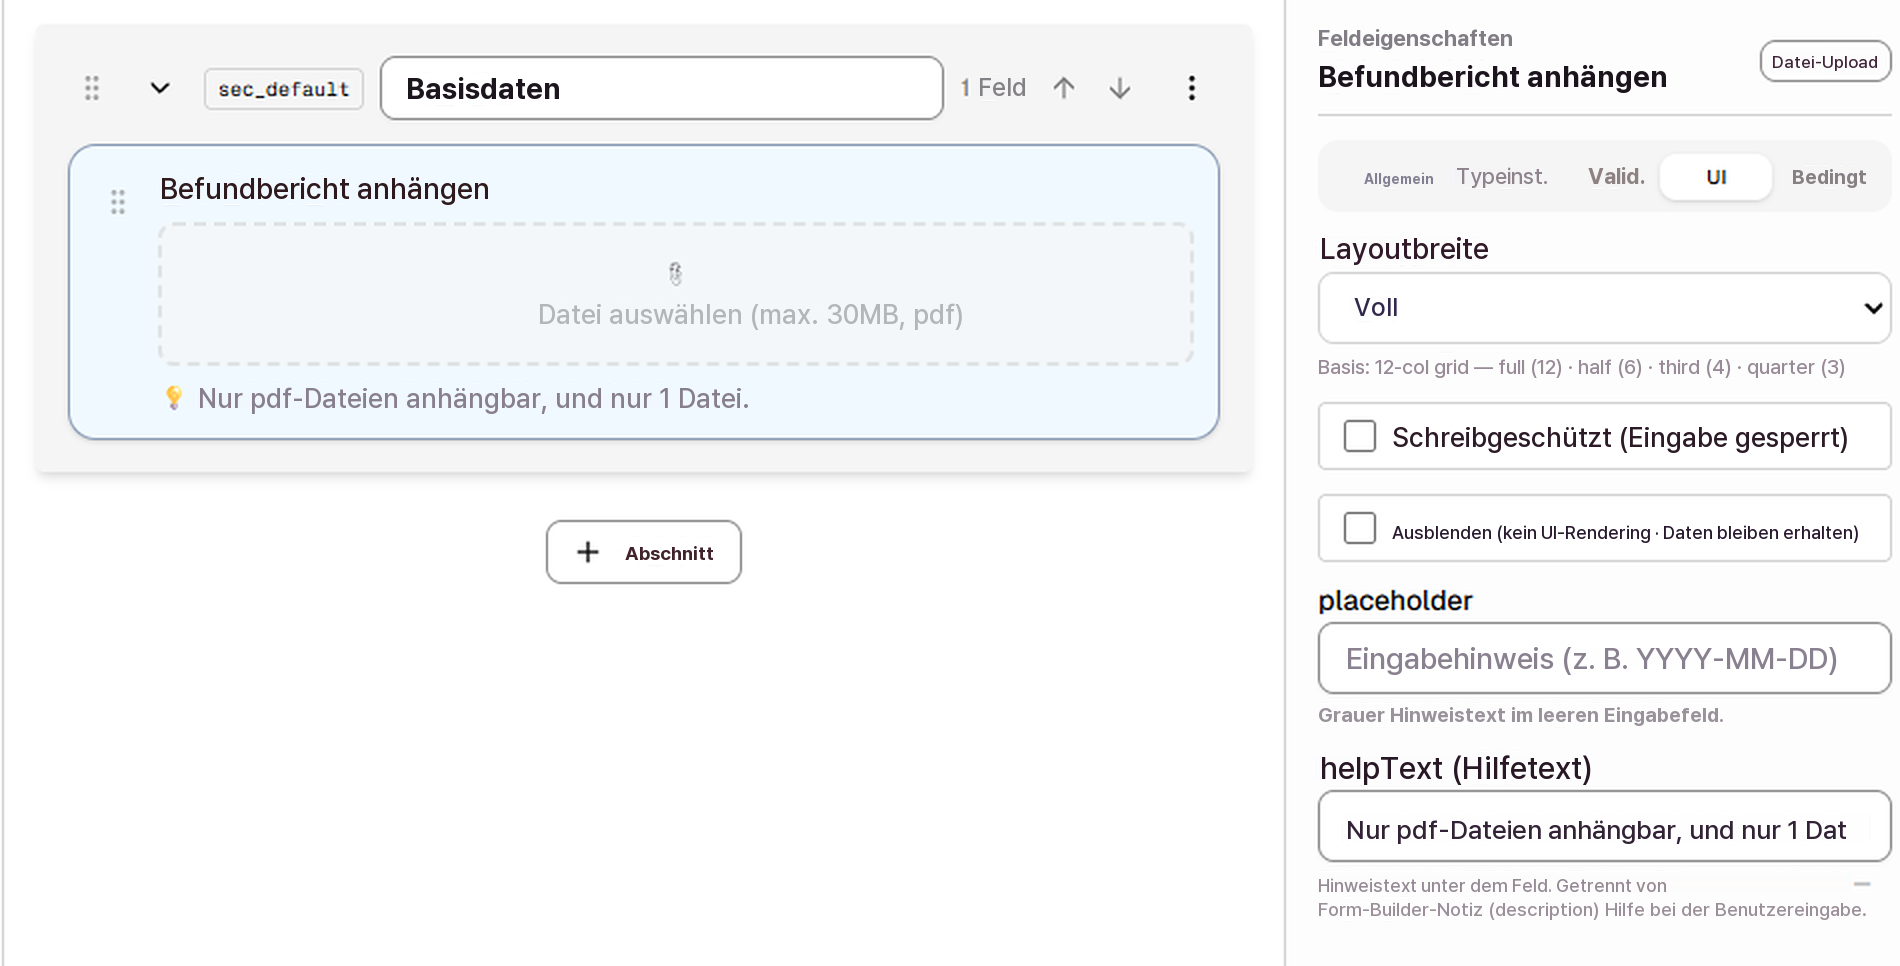 sec_default
Basisdaten
1 Feld
Befundbericht anhängen
Datei auswählen (max. 30MB, pdf)
Nur pdf-Dateien anhängbar, und nur 1 Datei.
Abschnitt
Feldeigenschaften
Befundbericht anhängen
Datei-Upload
Allgemein Typeinst. Valid. UI Bedingt
Layoutbreite
Voll
Basis: 12-col grid — full (12) · half (6) · third (4) · quarter (3)
Schreibgeschützt (Eingabe gesperrt)
Ausblenden (kein UI-Rendering · Daten bleiben erhalten)
placeholder
Eingabehinweis (z. B. YYYY-MM-DD)
Grauer Hinweistext im leeren Eingabefeld.
helpText (Hilfetext)
Nur pdf-Dateien anhängbar, und nur 1 Dat
Hinweistext unter dem Feld. Getrennt von
Form-Builder-Notiz (description) Hilfe bei der Benutzereingabe.